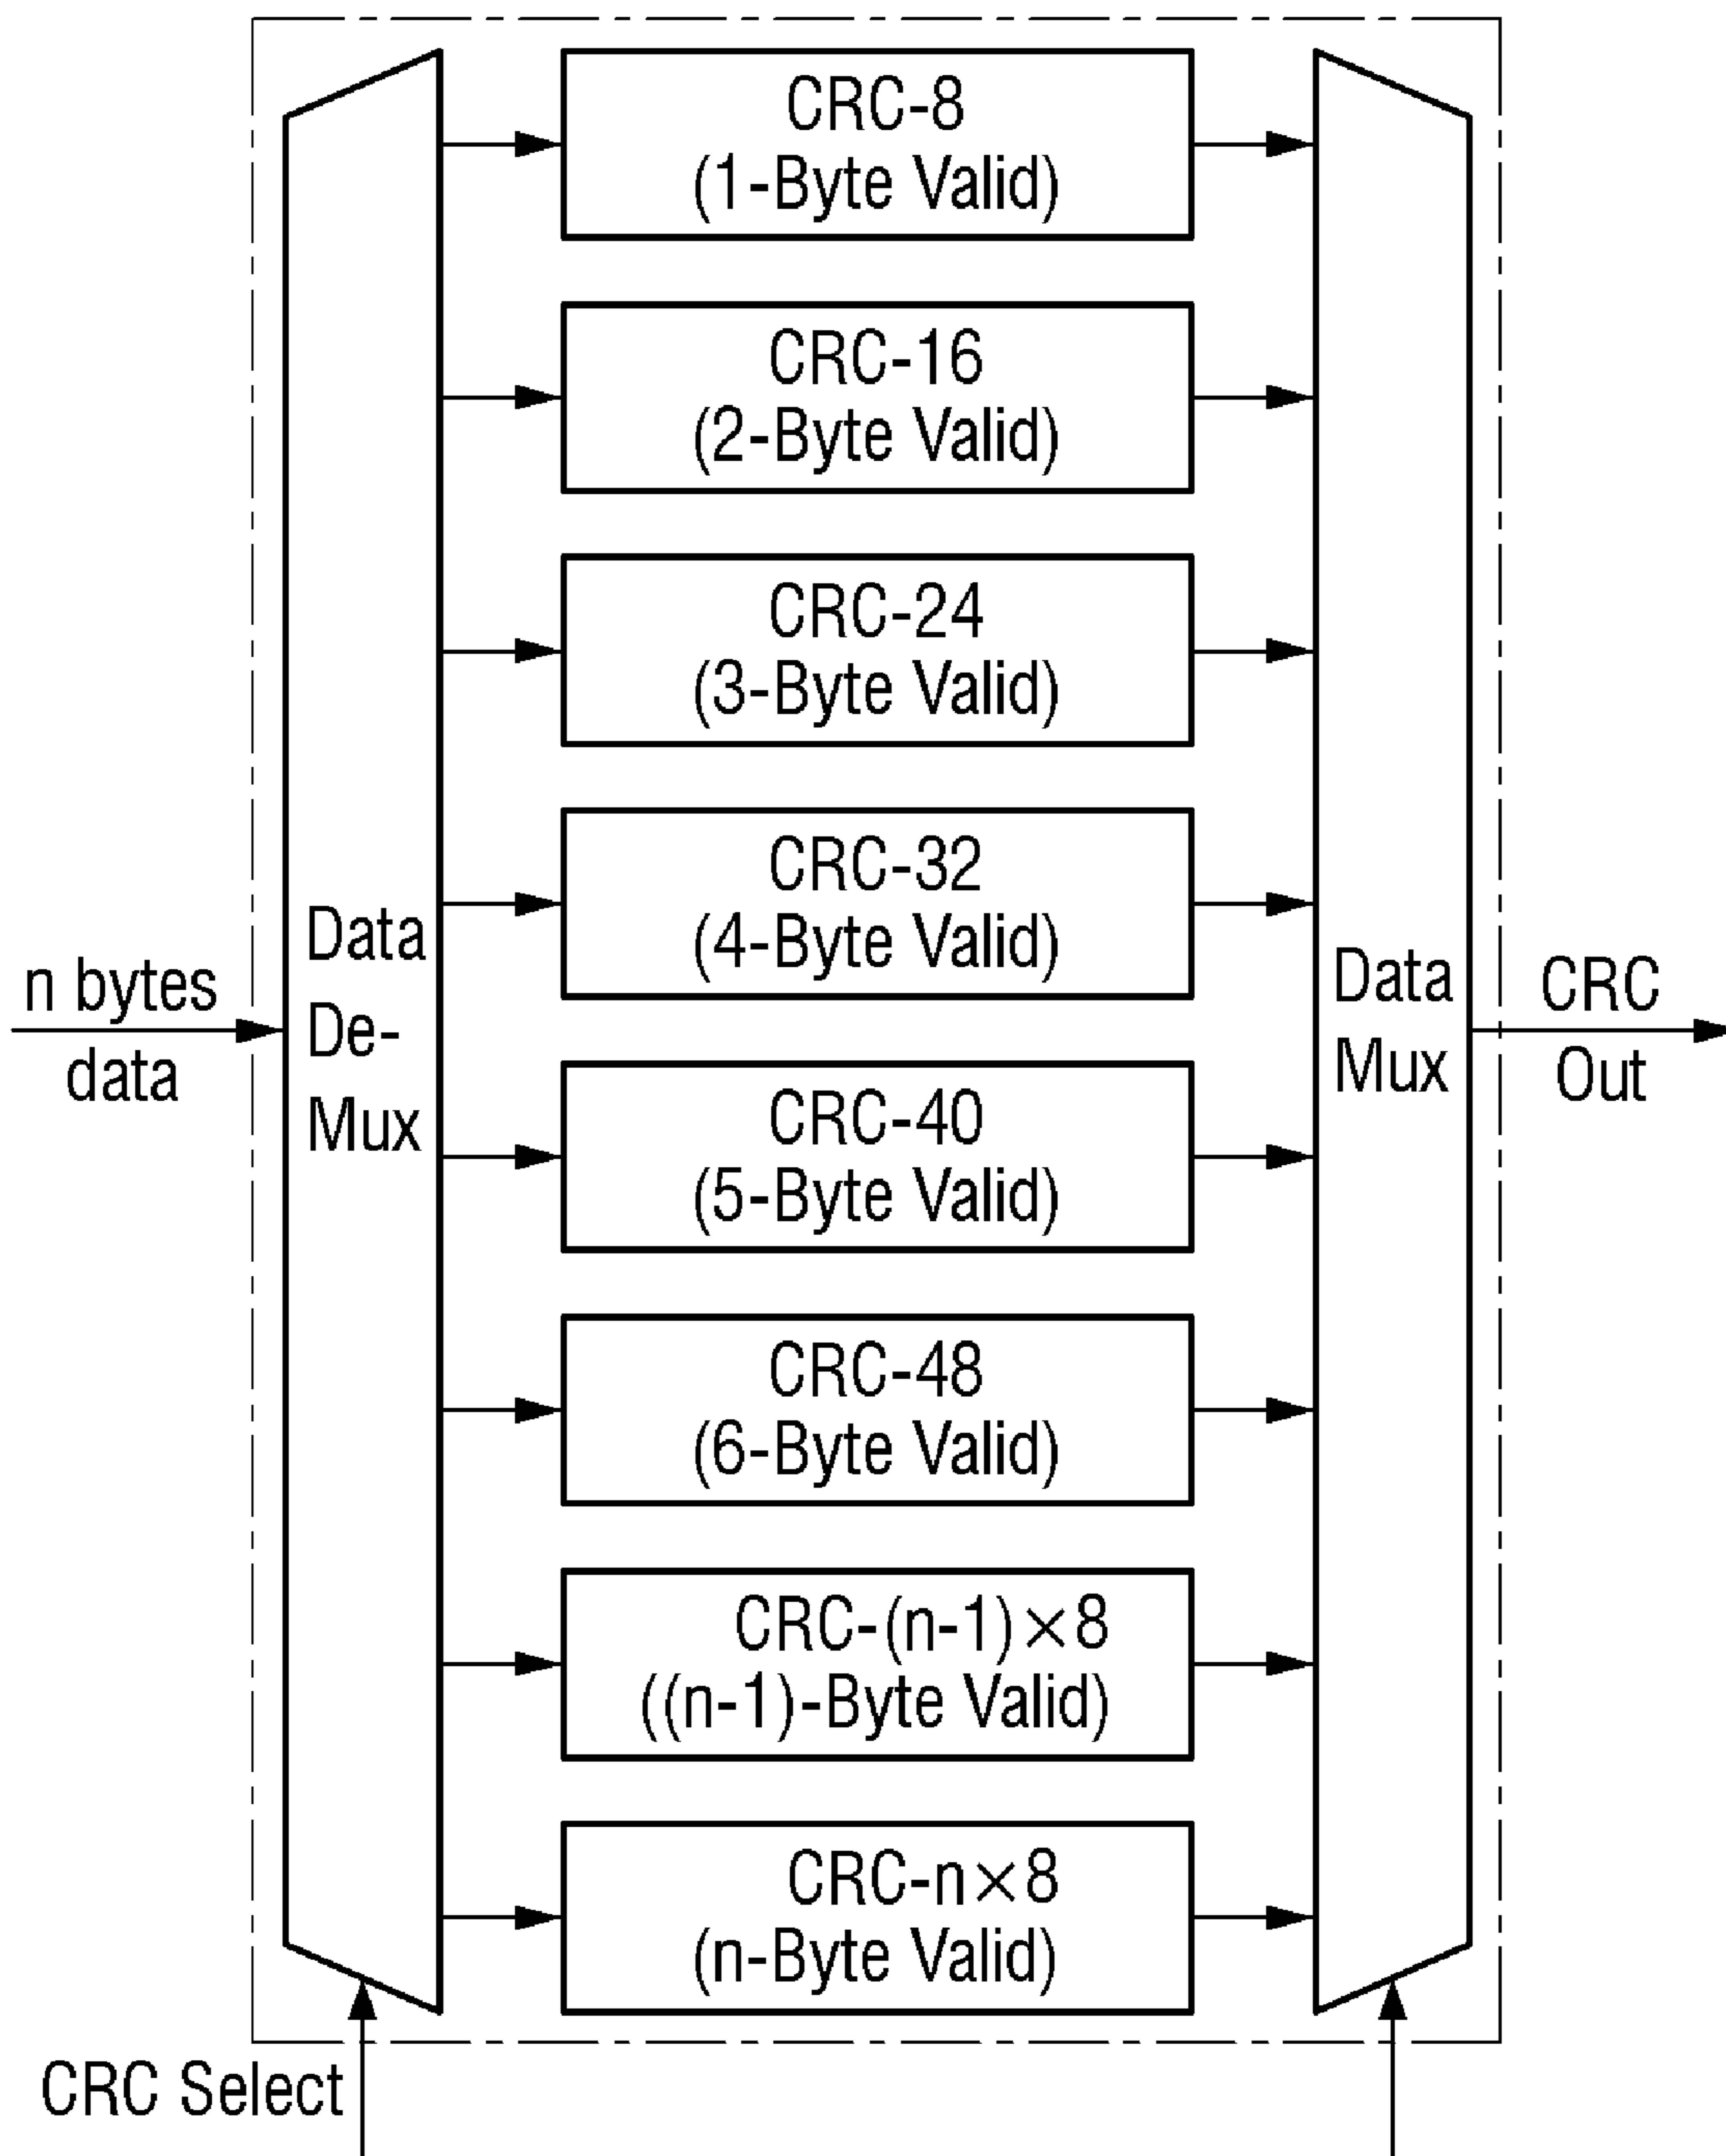 CRC-8
(1-Byte Valid)
CRC-16
(2-Byte Valid)
CRC-24
(3-Byte Valid)
CRC-32
(4-Byte Valid)
n bytes
data
Data
De-
Mux
CRC-40
(5-Byte Valid)
Data
Mux
CRC
Out
CRC-48
(6-Byte Valid)
CRC-(n-1)×8
((n-1)-Byte Valid)
CRC-n×8
(n-Byte Valid)
CRC Select